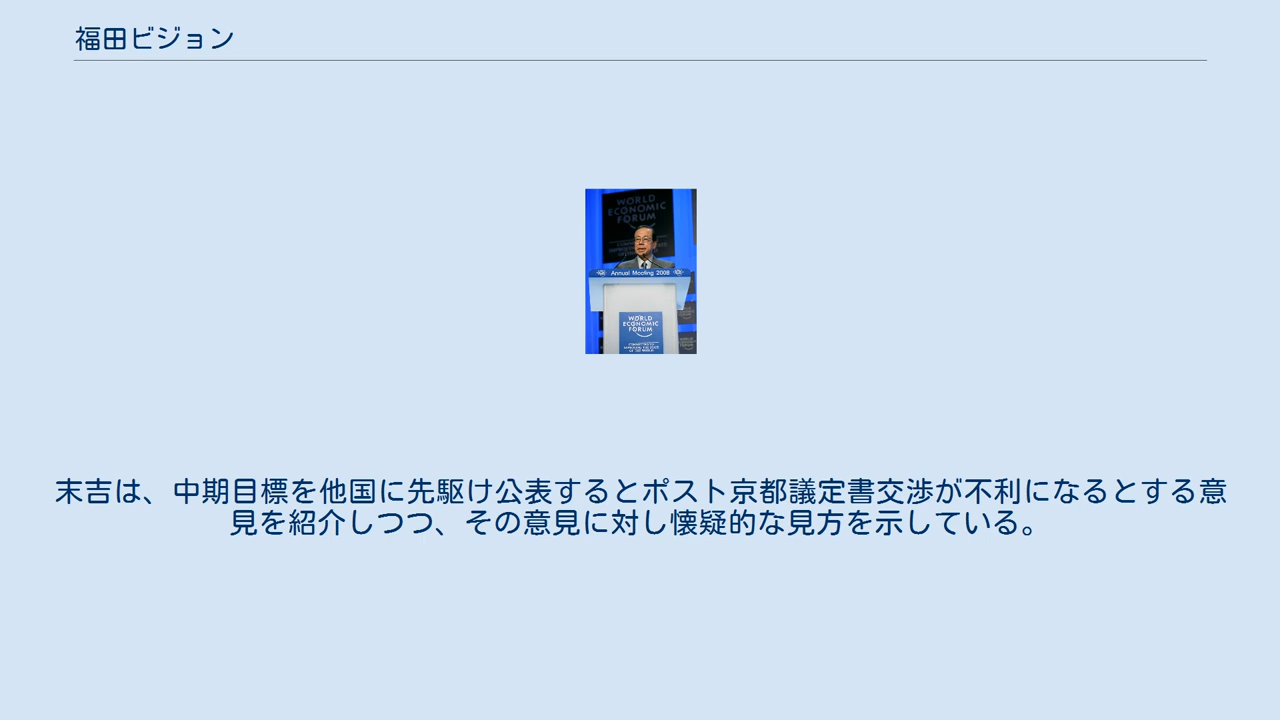 福田ビジョン
WORLD
ECONOMIC
FORUM
Annual Meeting 2008
WORLD
ECONOMIC
FORUM
末吉は、中期目標を他国に先駆け公表するとポスト京都議定書交渉が不利になるとする意
見を紹介しつつ、その意見に対し懐疑的な見方を示している。